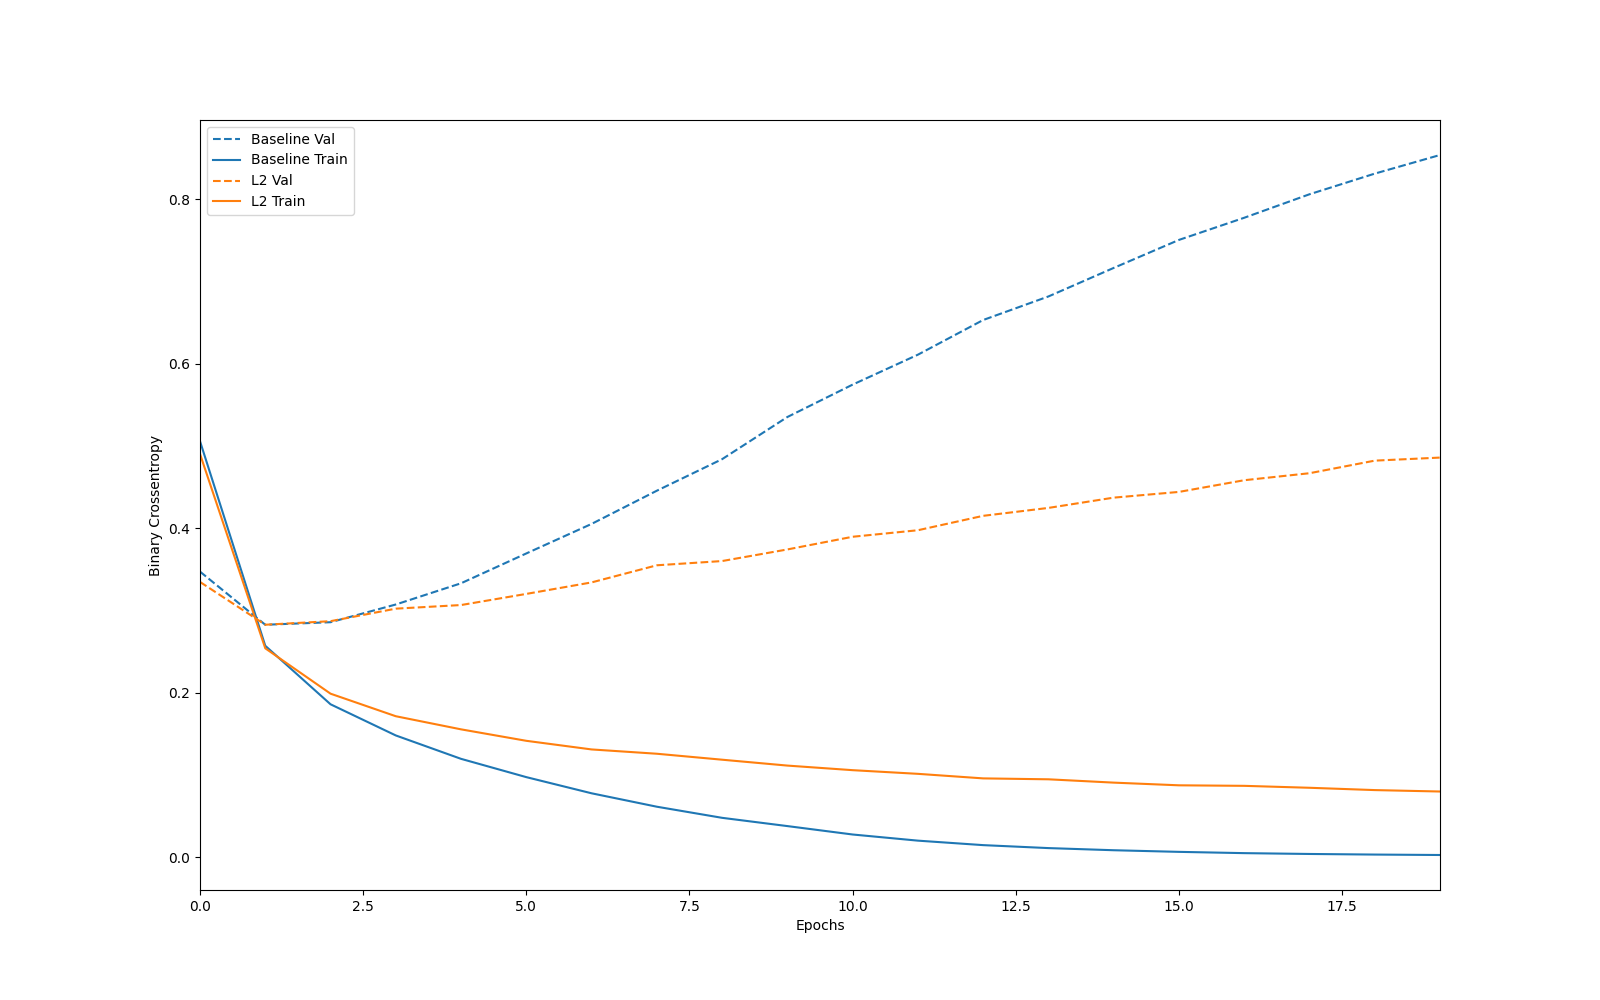 Baseline Val
Baseline Train
L2 Val
L2 Train
0.8
0.6
0.4
0.2
0.0
Binary Crossentropy
0.0 2.5 5.0 7.5 10.0 12.5 15.0 17.5
Epochs